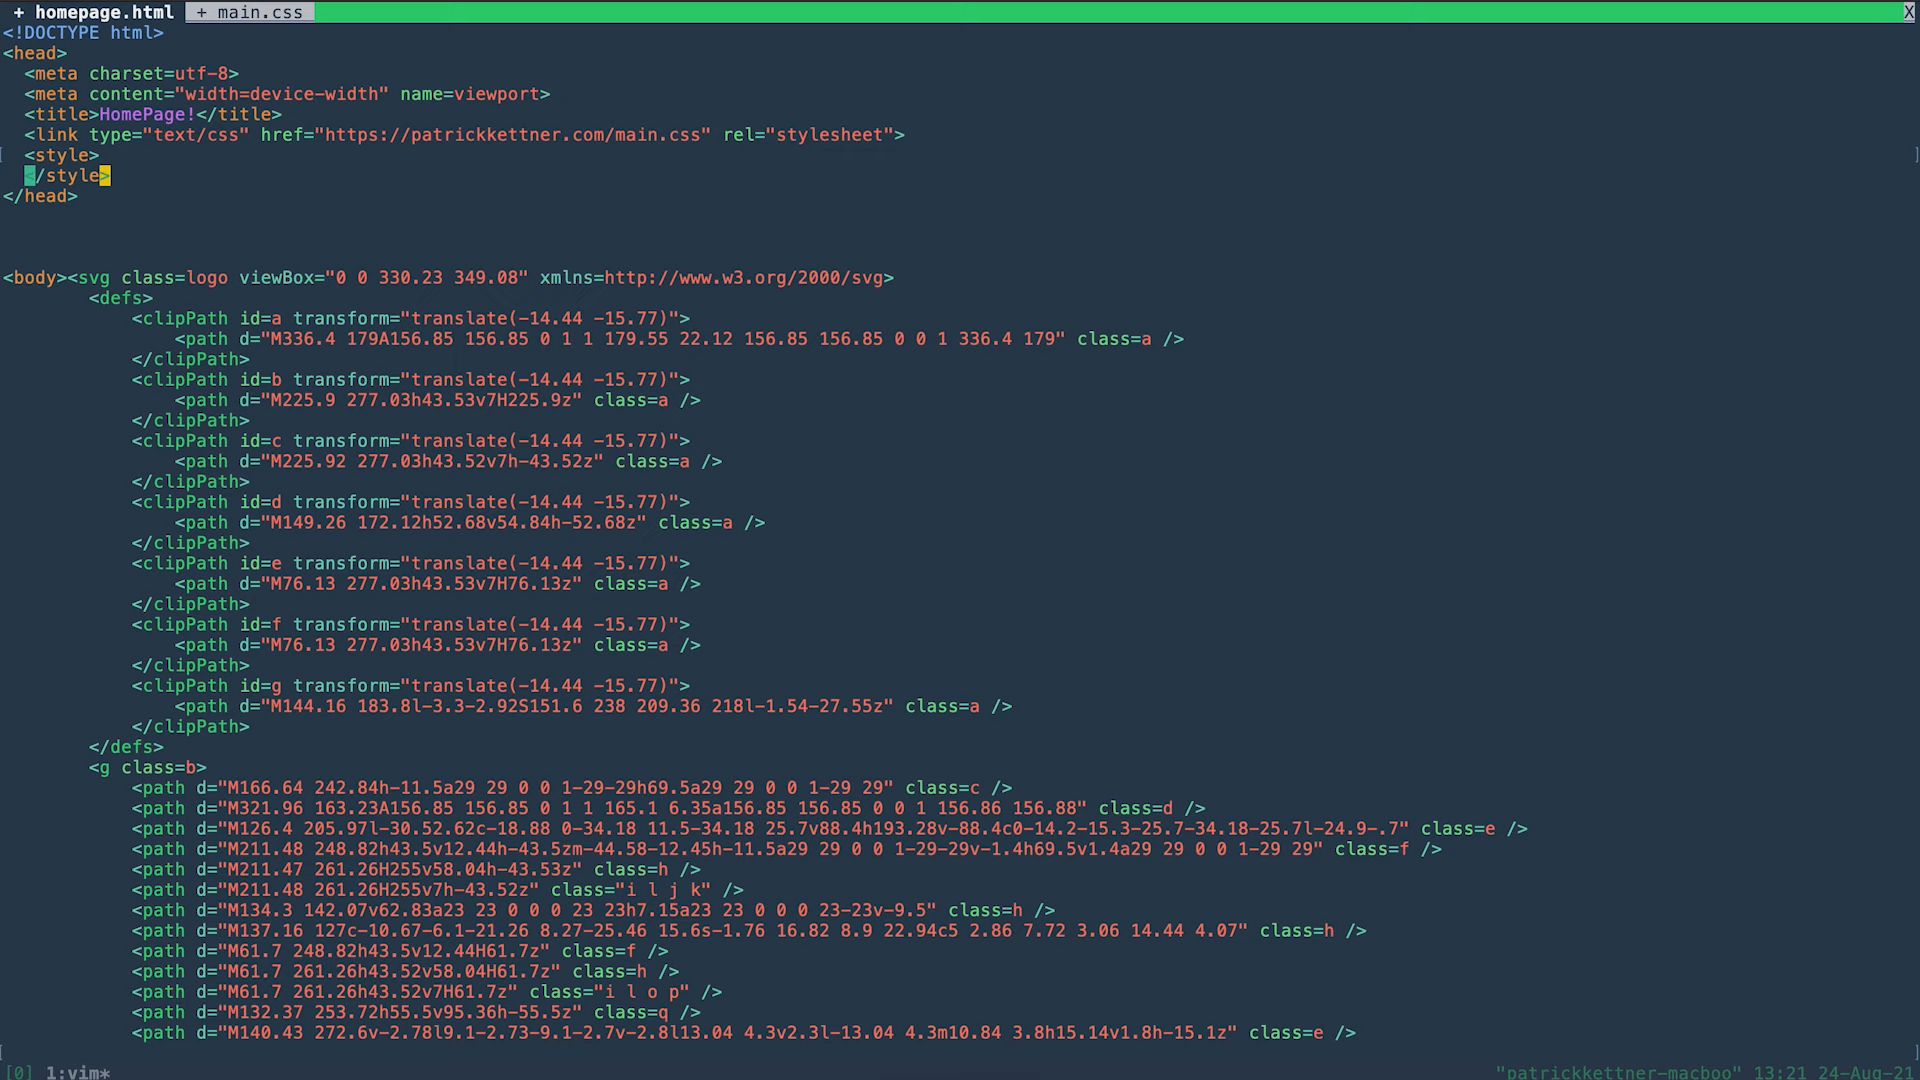 + homepage.html + main.css X
<!DOCTYPE html>
<head>
<meta charset=utf-8>
<meta content="width=device-width" name=viewport>
<title>HomePage!</title>
<link type="text/css" href="https://patrickkettner.com/main.css" rel="stylesheet">
<style>
</style>
</head>
<body><svg class=logo viewBox="0 0 330.23 349.08" xmlns=http://www.w3.org/2000/svg>
<defs>
<clipPath id=a transform="translate(-14.44 -15.77)">
<path d="M336.4 179A156.85 156.85 0 1 1 179.55 22.12 156.85 156.85 0 0 1 336.4 179" class=a />
</clipPath>
<clipPath id=b transform="translate(-14.44 -15.77)">
<path d="M225.9 277.03h43.53v7H225.9z" class=a />
</clipPath>
<clipPath id=c transform="translate(-14.44 -15.77)">
<path d="M225.92 277.03h43.52v7h-43.52z" class=a />
</clipPath>
<clipPath id=d transform="translate(-14.44 -15.77)">
<path d="M149.26 172.12h52.68v54.84h-52.68z" class=a />
</clipPath>
<clipPath id=e transform="translate(-14.44 -15.77)">
<path d="M76.13 277.03h43.53v7H76.13z" class=a />
</clipPath>
<clipPath id=f transform="translate(-14.44 -15.77)">
<path d="M76.13 277.03h43.53v7H76.13z" class=a />
</clipPath>
<clipPath id=g transform="translate(-14.44 -15.77)">
<path d="M144.16 183.8l-3.3-2.92S151.6 238 209.36 218l-1.54-27.55z" class=a />
</clipPath>
</defs>
<g class=b>
<path d="M166.64 242.84h-11.5a29 29 0 0 1-29-29h69.5a29 29 0 0 1-29 29" class=c />
<path d="M321.96 163.23A156.85 156.85 0 1 1 165.1 6.35a156.85 156.85 0 0 1 156.86 156.88" class=d />
<path d="M126.4 205.97l-30.52.62c-18.88 0-34.18 11.5-34.18 25.7v88.4h193.28v-88.4c0-14.2-15.3-25.7-34.18-25.7l-24.9-.7" class=e />
<path d="M211.48 248.82h43.5v12.44h-43.5zm-44.58-12.45h-11.5a29 29 0 0 1-29-29v-1.4h69.5v1.4a29 29 0 0 1-29 29" class=f />
<path d="M211.47 261.26H255v58.04h-43.53z" class=h />
<path d="M211.48 261.26H255v7h-43.52z" class="i l j k" />
<path d="M134.3 142.07v62.83a23 23 0 0 0 23 23h7.15a23 23 0 0 0 23-23v-9.5" class=h />
<path d="M137.16 127c-10.67-6.1-21.26 8.27-25.46 15.6s-1.76 16.82 8.9 22.94c5 2.86 7.72 3.06 14.44 4.07" class=h />
<path d="M61.7 248.82h43.5v12.44H61.7z" class=f />
<path d="M61.7 261.26h43.52v58.04H61.7z" class=h />
<path d="M61.7 261.26h43.52v7H61.7z" class="i l o p" />
<path d="M132.37 253.72h55.5v95.36h-55.5z" class=q />
<path d="M140.43 272.6v-2.78l9.1-2.73-9.1-2.7v-2.8l13.04 4.3v2.3l-13.04 4.3m10.84 3.8h15.14v1.8h-15.1z" class=e />
[0] 1:vim* "patrickkettner-macboo" 13:21 24-Aug-21